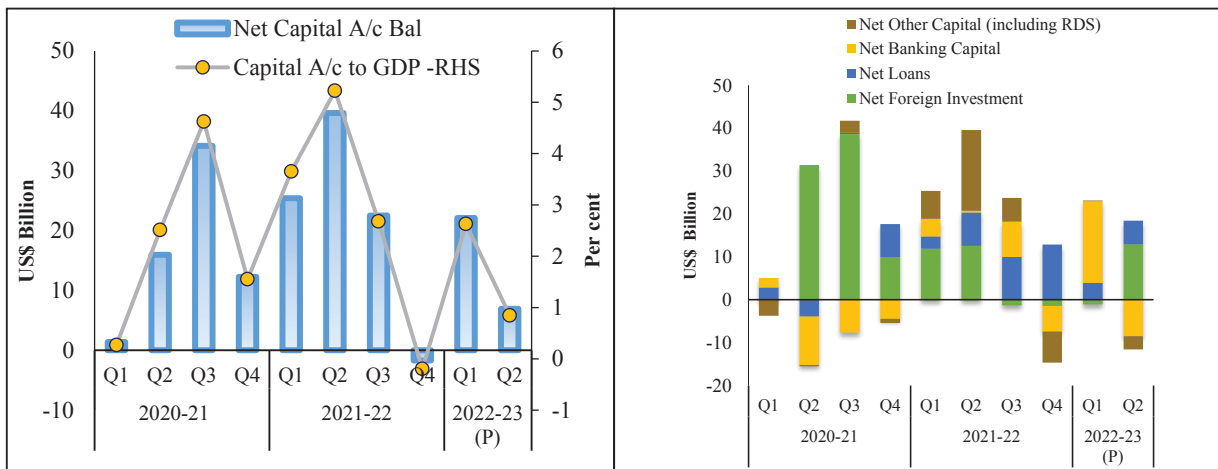 Net Capital A/c Bal
Capital A/c to GDP -RHS
50
40
30
20
10
0
-10
US$ Billion
6
5
4
3
2
1
0
-1
Per cent
Q1 Q2 Q3 Q4 Q1 Q2 Q3 Q4 Q1 Q2
2020-21 2021-22 2022-23
(P)
Net Other Capital (including RDS)
Net Banking Capital
Net Loans
Net Foreign Investment
50
40
30
20
10
0
-10
-20
US$ Billion
Q1 Q2 Q3 Q4 Q1 Q2 Q3 Q4 Q1 Q2
2020-21 2021-22 2022-23
(P)